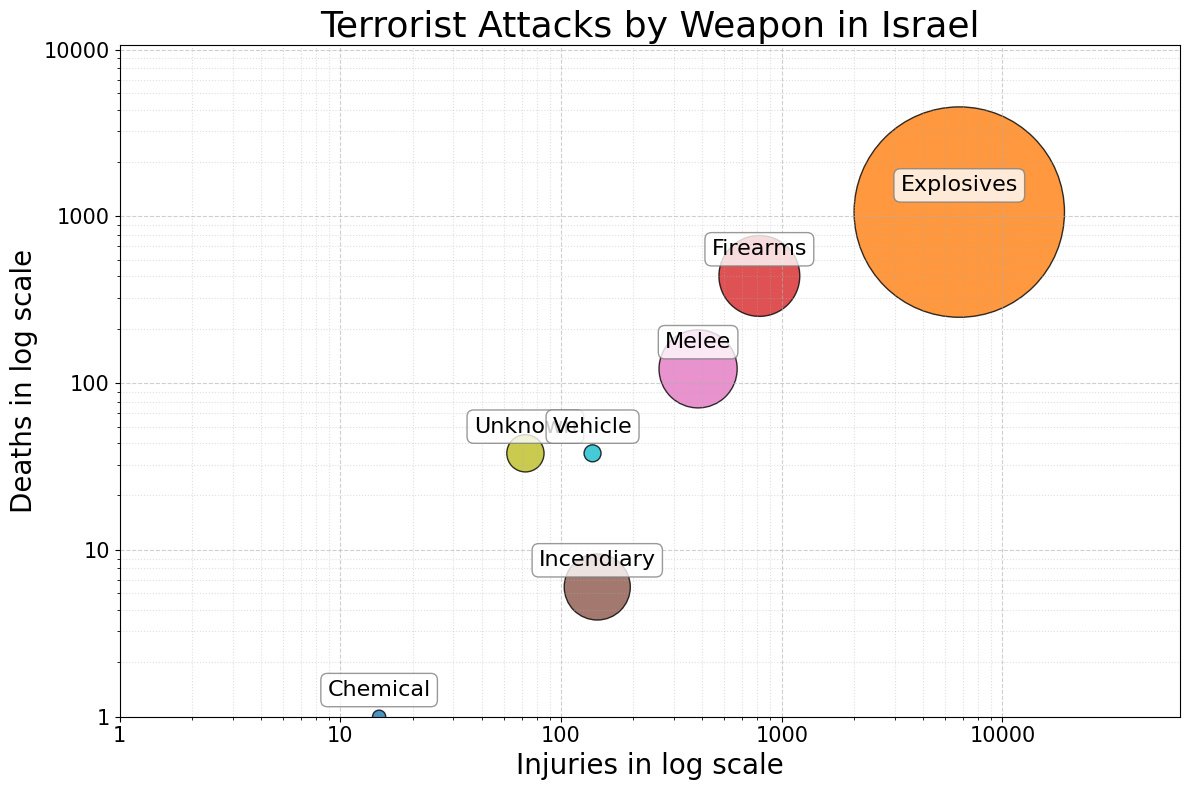 Terrorist Attacks by Weapon in Israel
Deaths in log scale
10000
1000
100
10
1
Explosives
Firearms
Melee
Unknow
Vehicle
Incendiary
Chemical
1
10
100
1000
10000
Injuries in log scale